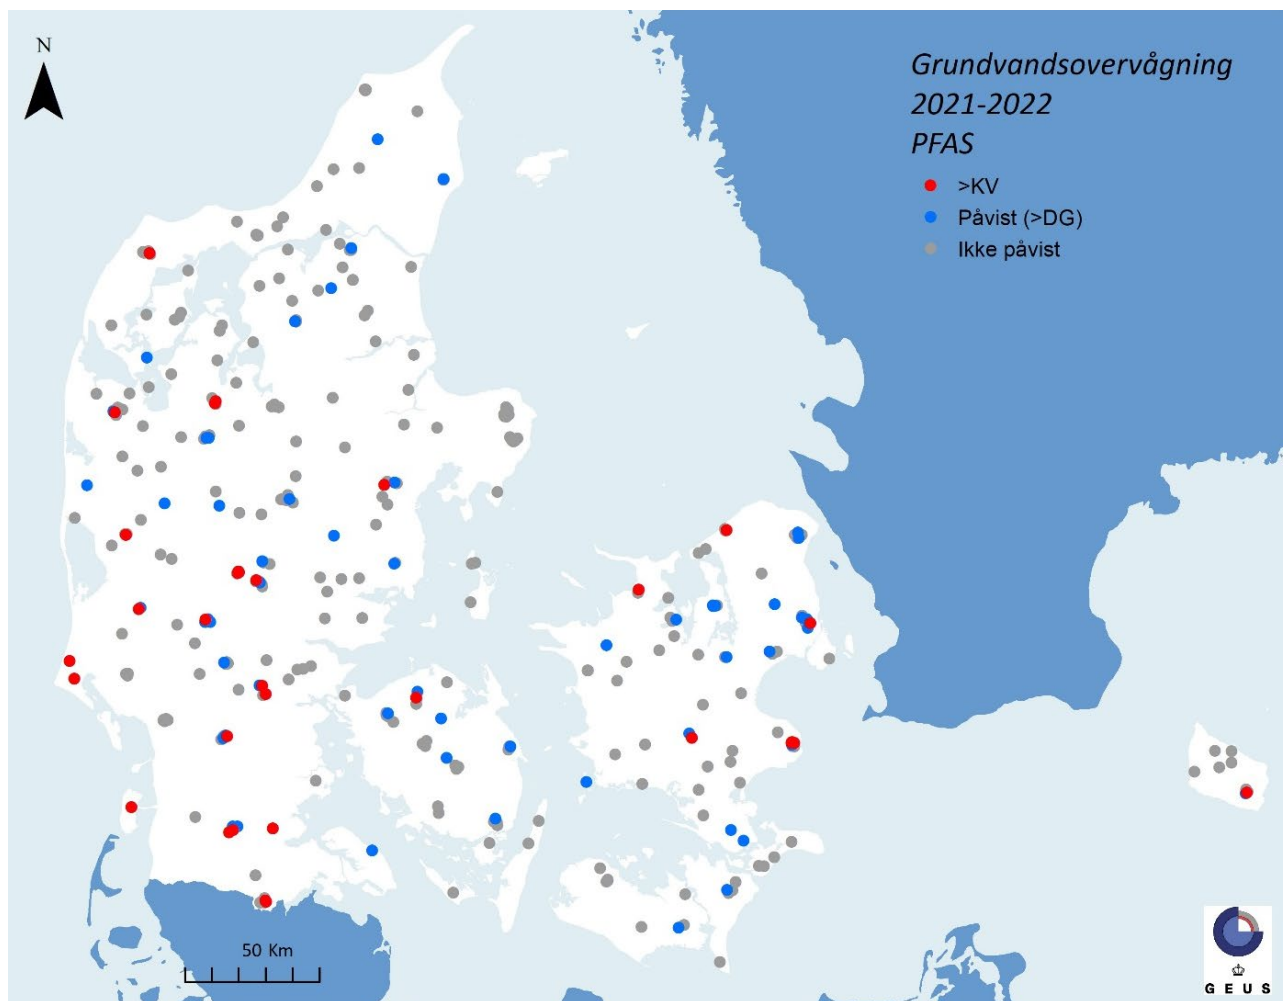 N
Grundvandsovervågning
2021-2022
PFAS
>KV
Påvist (>DG)
Ikke påvist
50 Km
G E U S